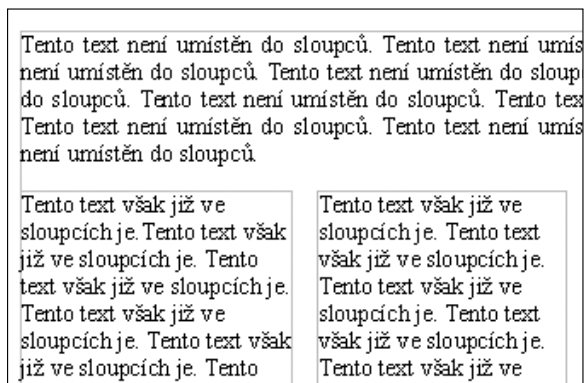 Tento text není umístěn do sloupců. Tento text není umís
není umístěn do sloupců. Tento text není umístěn do sloup
do sloupců. Tento text není umístěn do sloupců. Tento tex
Tento text není umístěn do sloupců. Tento text není umís
není umístěn do sloupců.
Tento text však již ve
sloupcích je. Tento text však
již ve sloupcích je. Tento
text však již ve sloupcích je.
Tento text však již ve
sloupcích je. Tento text však
již ve sloupcích je. Tento
Tento text však již ve
sloupcích je. Tento text
však již ve sloupcích je.
Tento text však již ve
sloupcích je. Tento text
však již ve sloupcích je.
Tento text však již ve